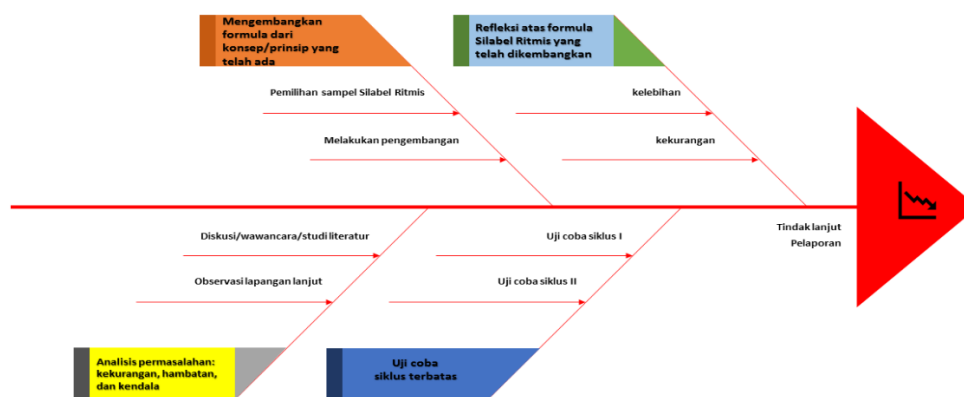 Mengembangkan
formula dari
konsep/prinsip yang
telah ada
Refleksi atas formula
Silabel Ritmis yang
telah dikembangkan
Pemilihan sampel Silabel Ritmis
kelebihan
Melakukan pengembangan
kekurangan
Tindak lanjut
Pelaporan
Diskusi/wawancara/studi literatur
Uji coba siklus I
Observasi lapangan lanjut
Uji coba siklus II
Analisis permasalahan:
kekurangan, hambatan,
dan kendala
Uji coba
siklus terbatas